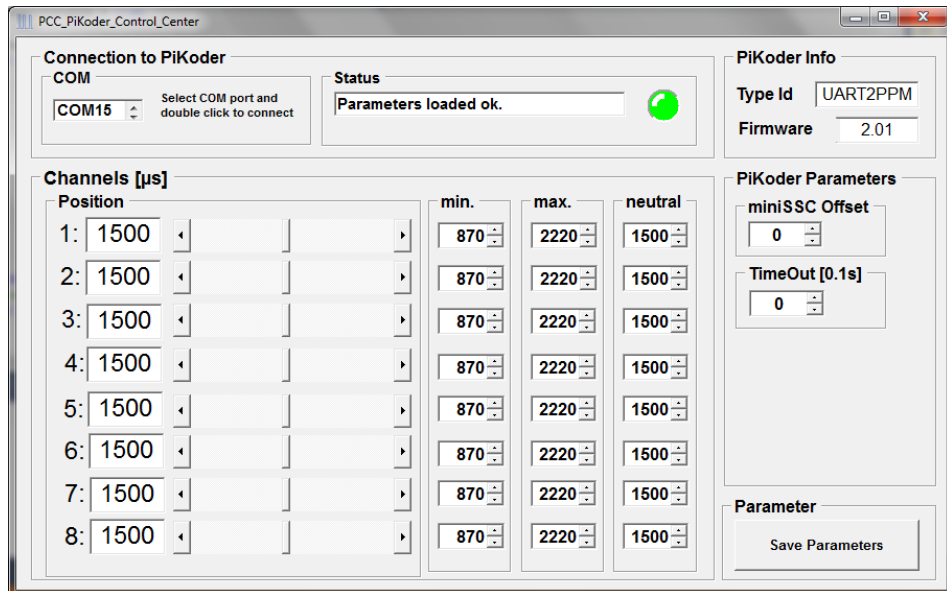 PCC_PiKoder_Control_Center
Connection to PiKoder
COM
COM15
Select COM port and
double click to connect
Status
Parameters loaded ok.
PiKoder Info
Type Id UART2PPM
Firmware 2.01
Channels [µs]
Position min. max. neutral
1: 1500 870 2220 1500
2: 1500 870 2220 1500
3: 1500 870 2220 1500
4: 1500 870 2220 1500
5: 1500 870 2220 1500
6: 1500 870 2220 1500
7: 1500 870 2220 1500
8: 1500 870 2220 1500
PiKoder Parameters
miniSSC Offset
0
TimeOut [0.1s]
0
Parameter
Save Parameters